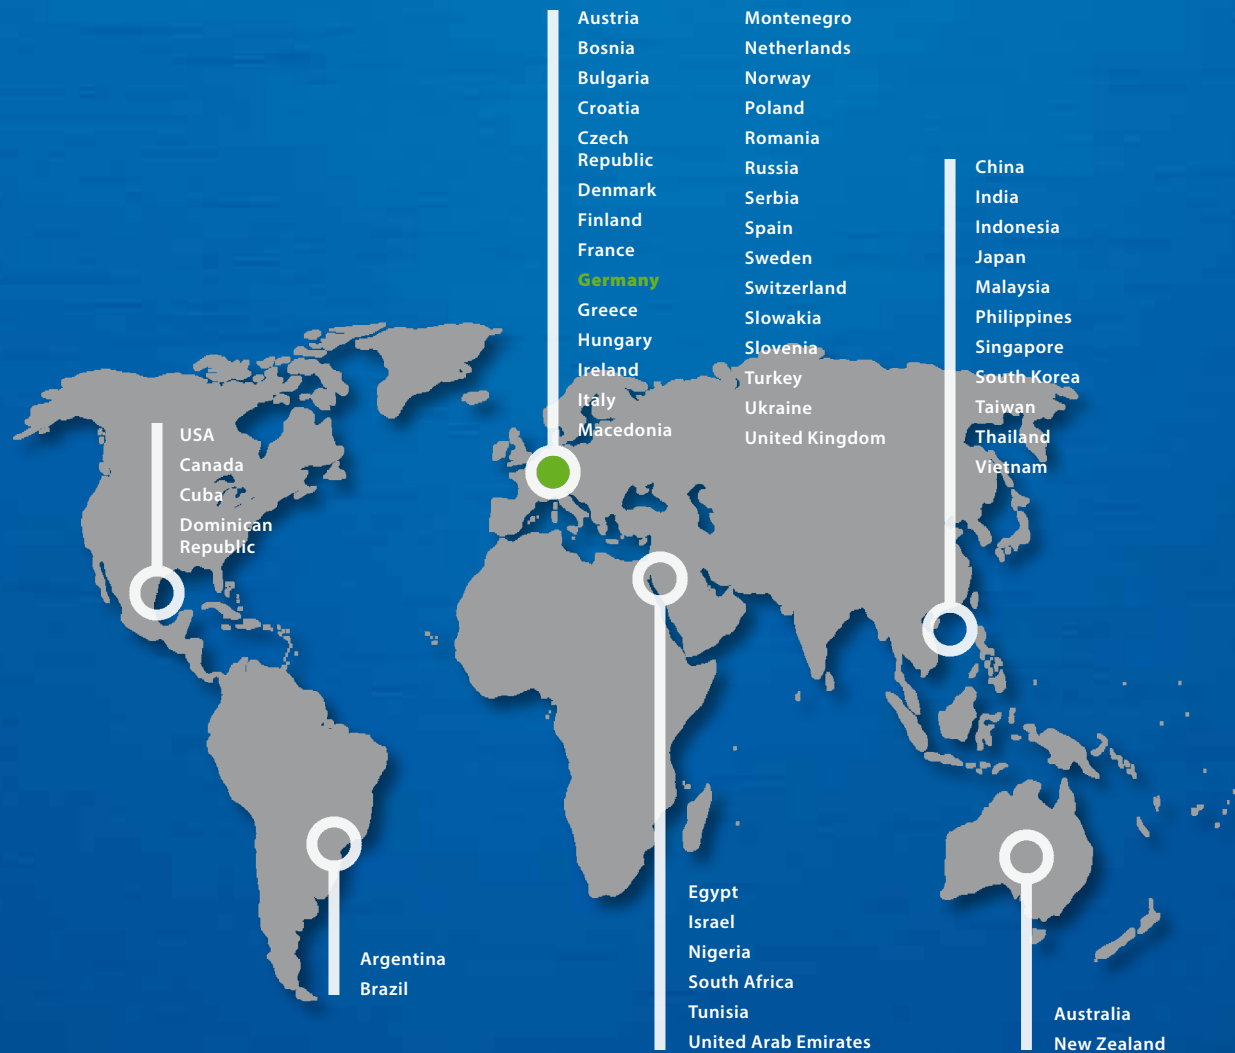 Austria
Bosnia
Bulgaria
Croatia
Czech
Republic
Denmark
Finland
France
Germany
Greece
Hungary
Ireland
Italy
Macedonia
Montenegro
Netherlands
Norway
Poland
Romania
Russia
Serbia
Spain
Sweden
Switzerland
Slowakia
Slovenia
Turkey
Ukraine
United Kingdom
China
India
Indonesia
Japan
Malaysia
Philippines
Singapore
South Korea
Taiwan
Thailand
Vietnam
USA
Canada
Cuba
Dominican
Republic
Argentina
Brazil
Egypt
Israel
Nigeria
South Africa
Tunisia
United Arab Emirates
Australia
New Zealand